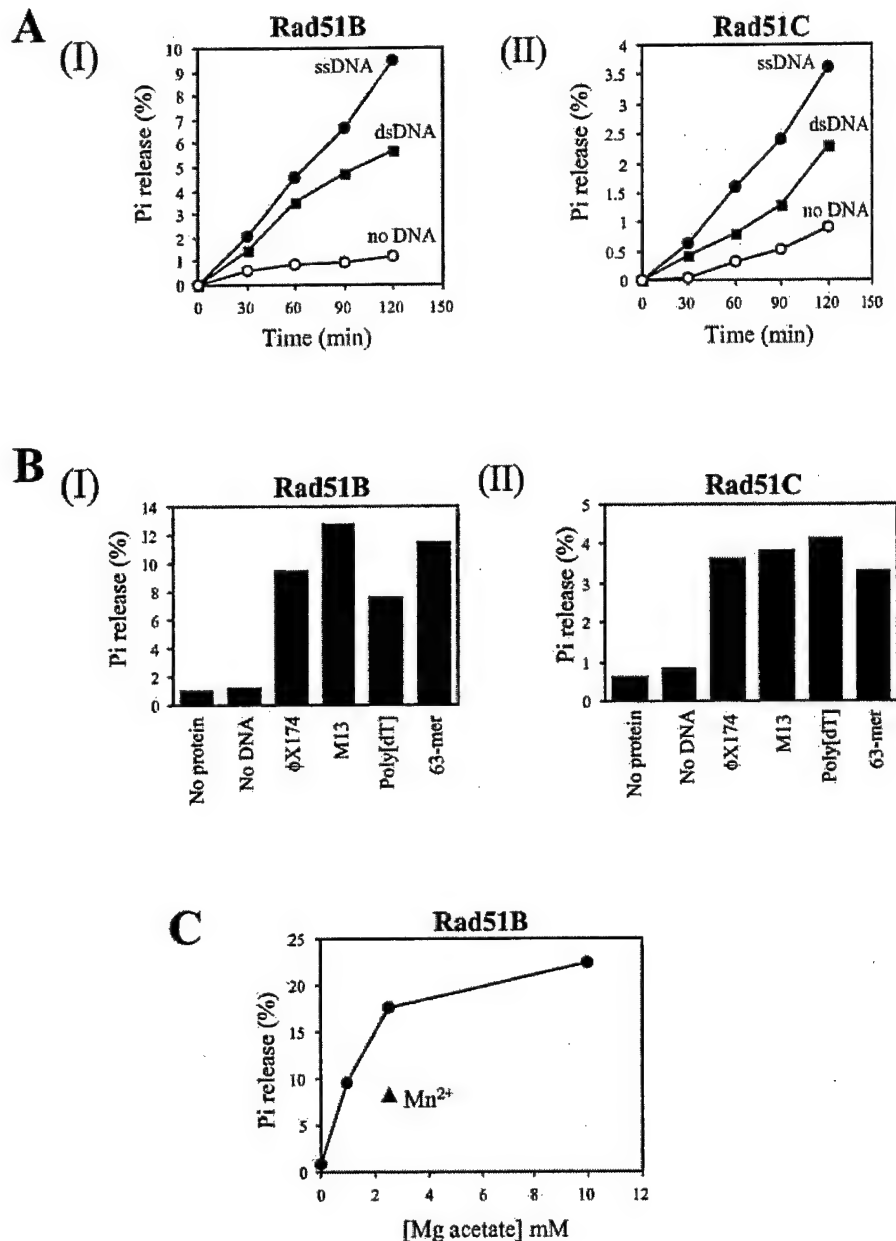 A
(I)
Rad51B
Pi release (%)
10
9
8
7
6
5
4
3
2
1
0
ssDNA
dsDNA
no DNA
0 30 60 90 120 150
Time (min)
(II)
Rad51C
Pi release (%)
4
3.5
3
2.5
2
1.5
1
0.5
0
ssDNA
dsDNA
no DNA
0 30 60 90 120 150
Time (min)
B
(I)
Rad51B
Pi release (%)
14
12
10
8
6
4
2
0
No protein
No DNA
ϕX174
M13
Poly[dT]
63-mer
(II)
Rad51C
Pi release (%)
5
4
3
2
1
0
No protein
No DNA
ϕX174
M13
Poly[dT]
63-mer
C
Rad51B
Pi release (%)
25
20
15
10
5
0
Mn²⁺
0 2 4 6 8 10 12
[Mg acetate] mM